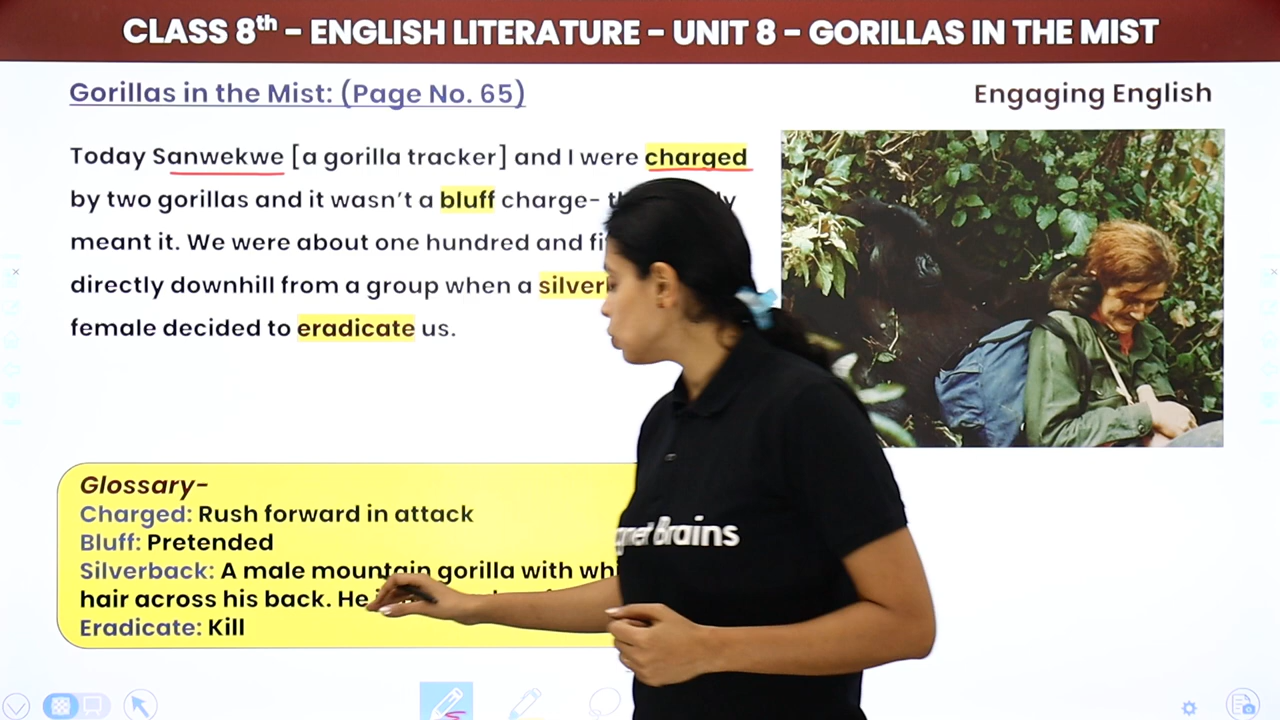 CLASS 8th – ENGLISH LITERATURE – UNIT 8 – GORILLAS IN THE MIST
Gorillas in the Mist: (Page No. 65)
Engaging English
Today Sanwekwe [a gorilla tracker] and I were charged
by two gorillas and it wasn't a bluff charge-
meant it. We were about one hundred and
directly downhill from a group when a
female decided to eradicate us.
Glossary-
Charged: Rush forward in attack
Bluff: Pretended
Silverback: A male mountain gorilla with
hair across his back. He
Eradicate: Kill
Brains